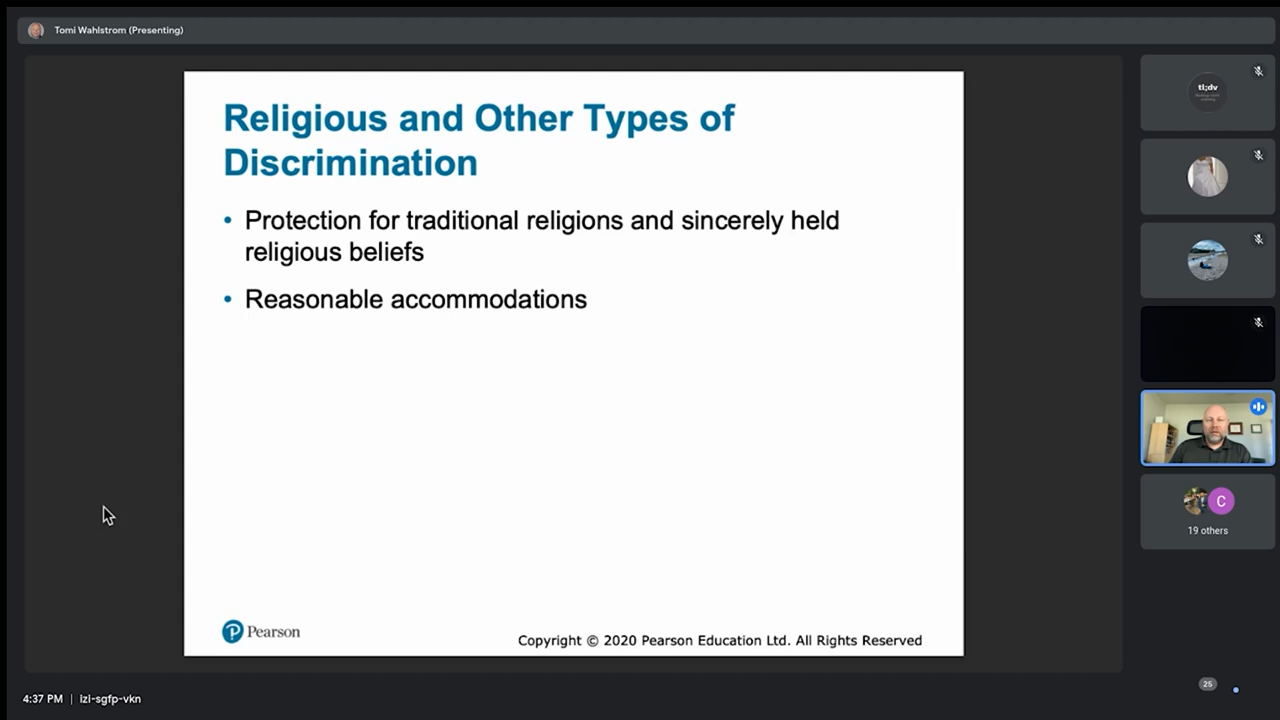 Tomi Wahlstrom (Presenting)
Religious and Other Types of
Discrimination
• Protection for traditional religions and sincerely held
religious beliefs
• Reasonable accommodations
Pearson
Copyright © 2020 Pearson Education Ltd. All Rights Reserved
tl;dv
C
19 others
4:37 PM | lzl-sgfp-vkn
25